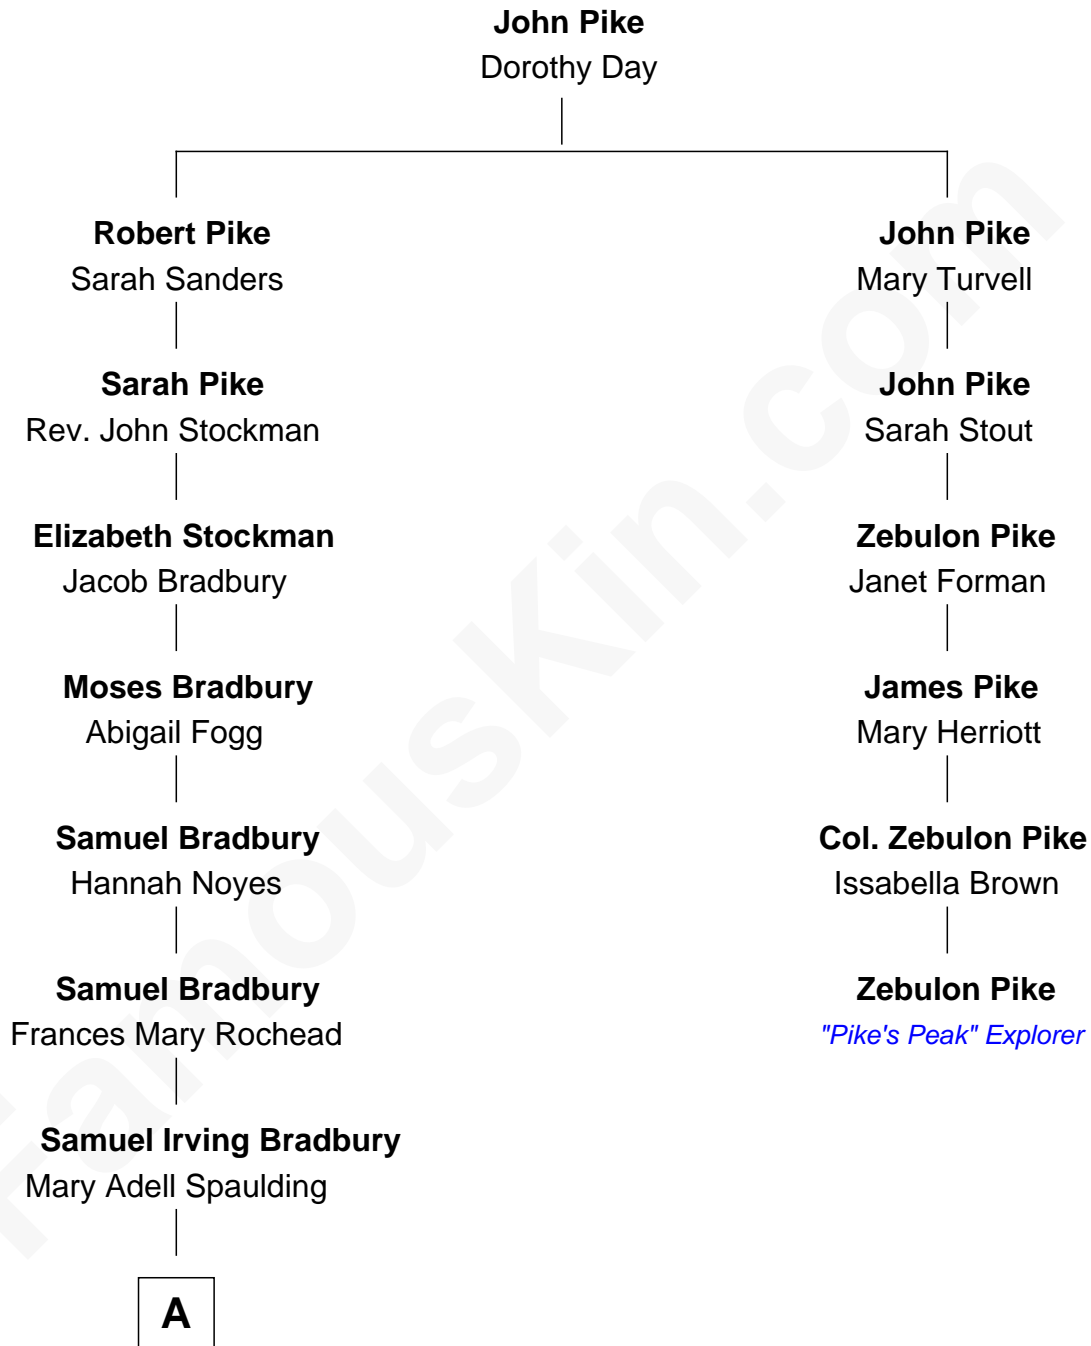 John Pike
Dorothy Day
Robert Pike
Sarah Sanders
John Pike
Mary Turvell
Sarah Pike
Rev. John Stockman
John Pike
Sarah Stout
Elizabeth Stockman
Jacob Bradbury
Zebulon Pike
Janet Forman
Moses Bradbury
Abigail Fogg
James Pike
Mary Herriott
Samuel Bradbury
Hannah Noyes
Col. Zebulon Pike
Issabella Brown
Samuel Bradbury
Frances Mary Rochead
Zebulon Pike
"Pike's Peak" Explorer
Samuel Irving Bradbury
Mary Adell Spaulding
A
FamousKin.com